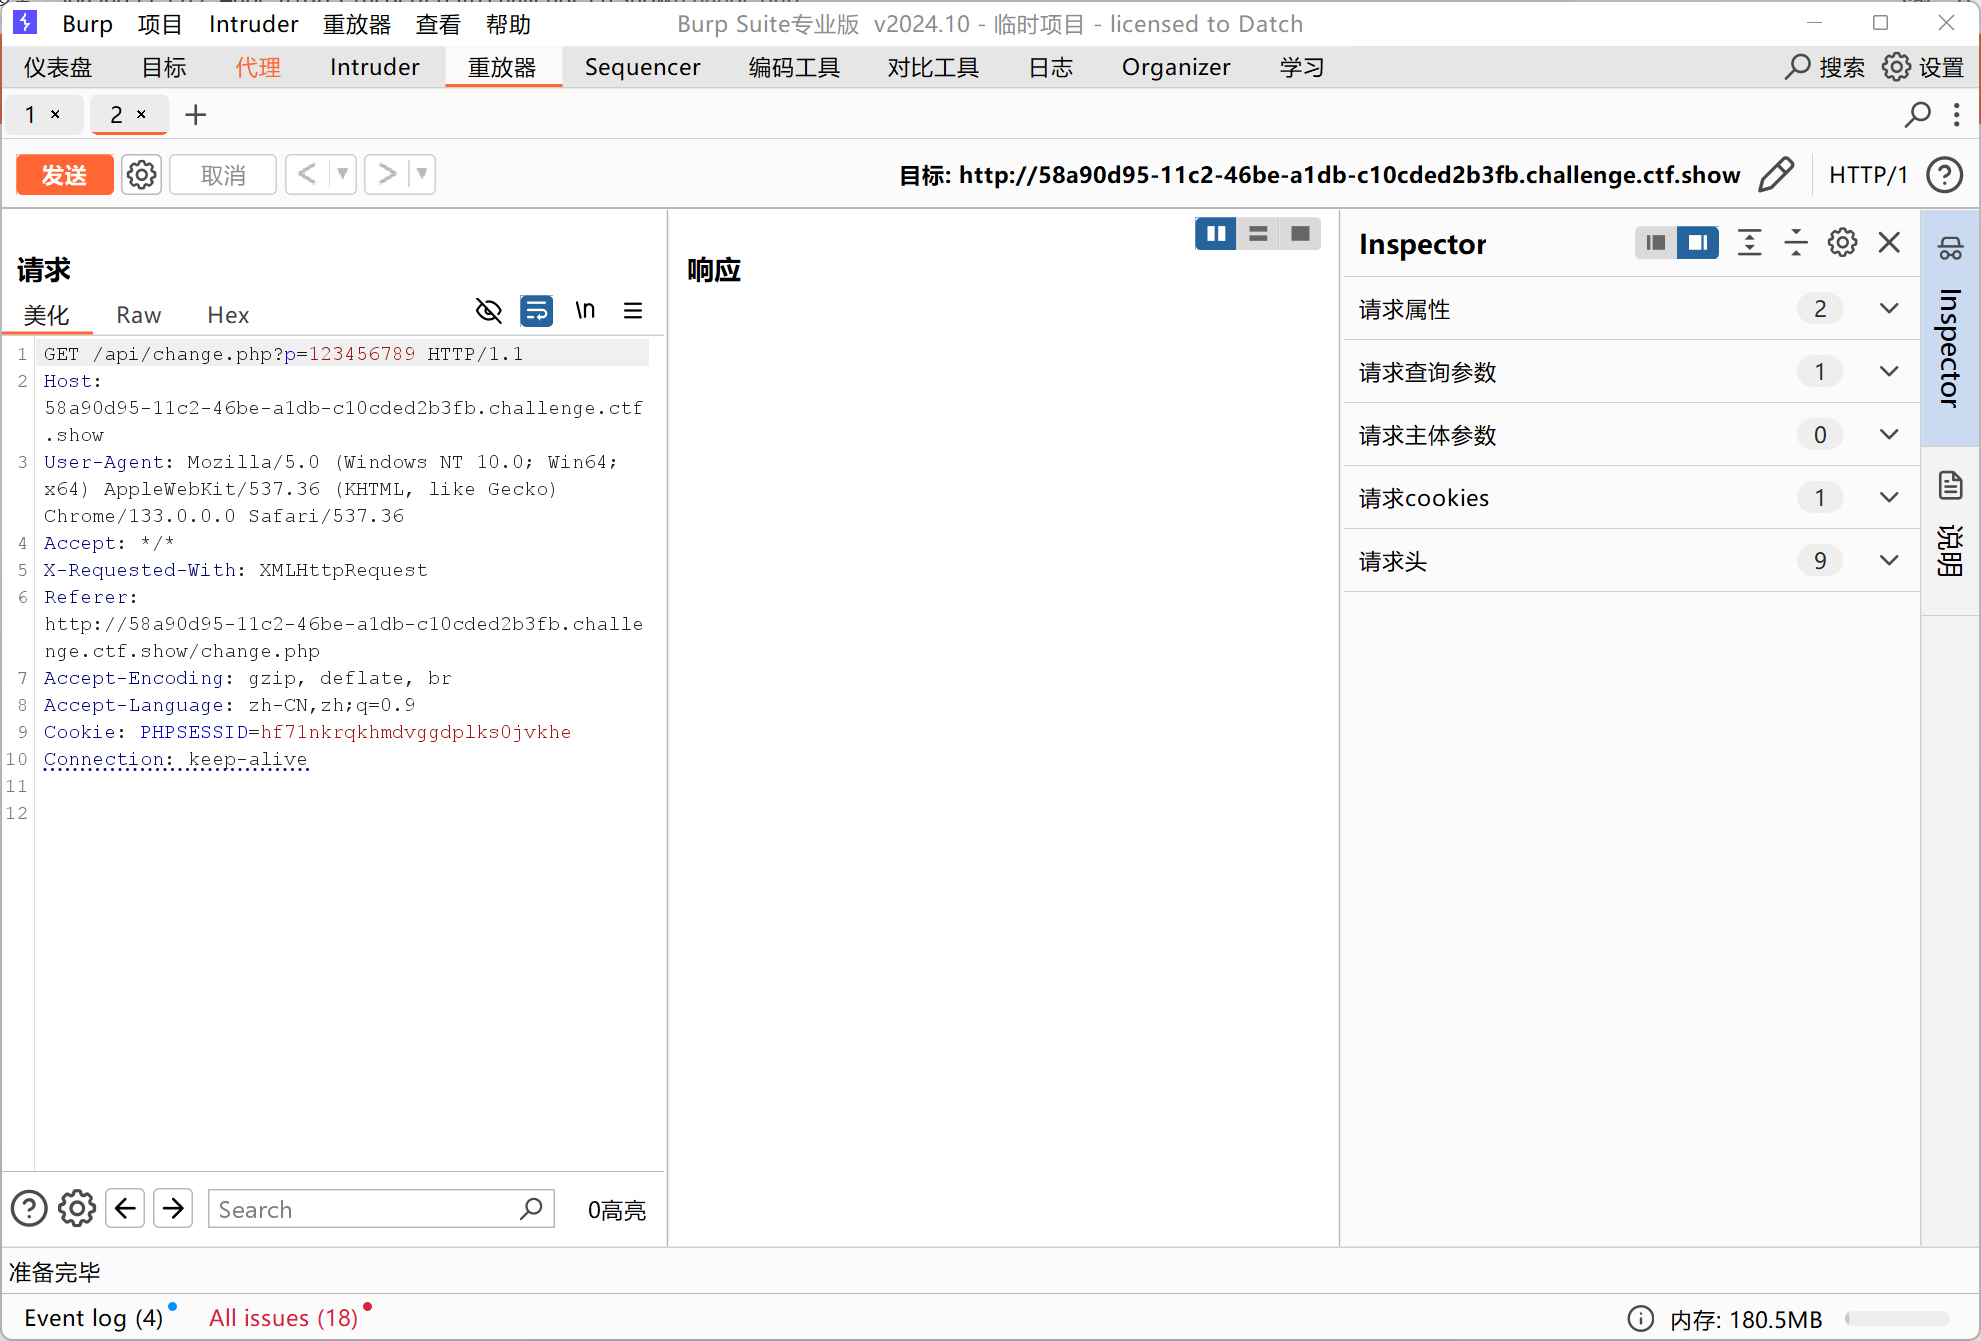 Burp 项目 Intruder 重放器 查看 帮助 Burp Suite专业版 v2024.10 - 临时项目 - licensed to Datch
仪表盘 目标 代理 Intruder 重放器 Sequencer 编码工具 对比工具 日志 Organizer 学习 搜索 设置
1 × 2 × +
发送 取消 < > 目标: http://58a90d95-11c2-46be-a1db-c10cded2b3fb.challenge.ctf.show HTTP/1
请求
美化 Raw Hex \n
1 GET /api/change.php?p=123456789 HTTP/1.1
2 Host:
58a90d95-11c2-46be-a1db-c10cded2b3fb.challenge.ctf
.show
3 User-Agent: Mozilla/5.0 (Windows NT 10.0; Win64;
x64) AppleWebKit/537.36 (KHTML, like Gecko)
Chrome/133.0.0.0 Safari/537.36
4 Accept: */*
5 X-Requested-With: XMLHttpRequest
6 Referer:
http://58a90d95-11c2-46be-a1db-c10cded2b3fb.challe
nge.ctf.show/change.php
7 Accept-Encoding: gzip, deflate, br
8 Accept-Language: zh-CN,zh;q=0.9
9 Cookie: PHPSESSID=hf71nkrqkhmdvggdplks0jvkhe
10 Connection: keep-alive
11
12
Search 0高亮
响应
Inspector
请求属性 2
请求查询参数 1
请求主体参数 0
请求cookies 1
请求头 9
Inspector
说明
准备完毕
Event log (4) All issues (18) 内存: 180.5MB